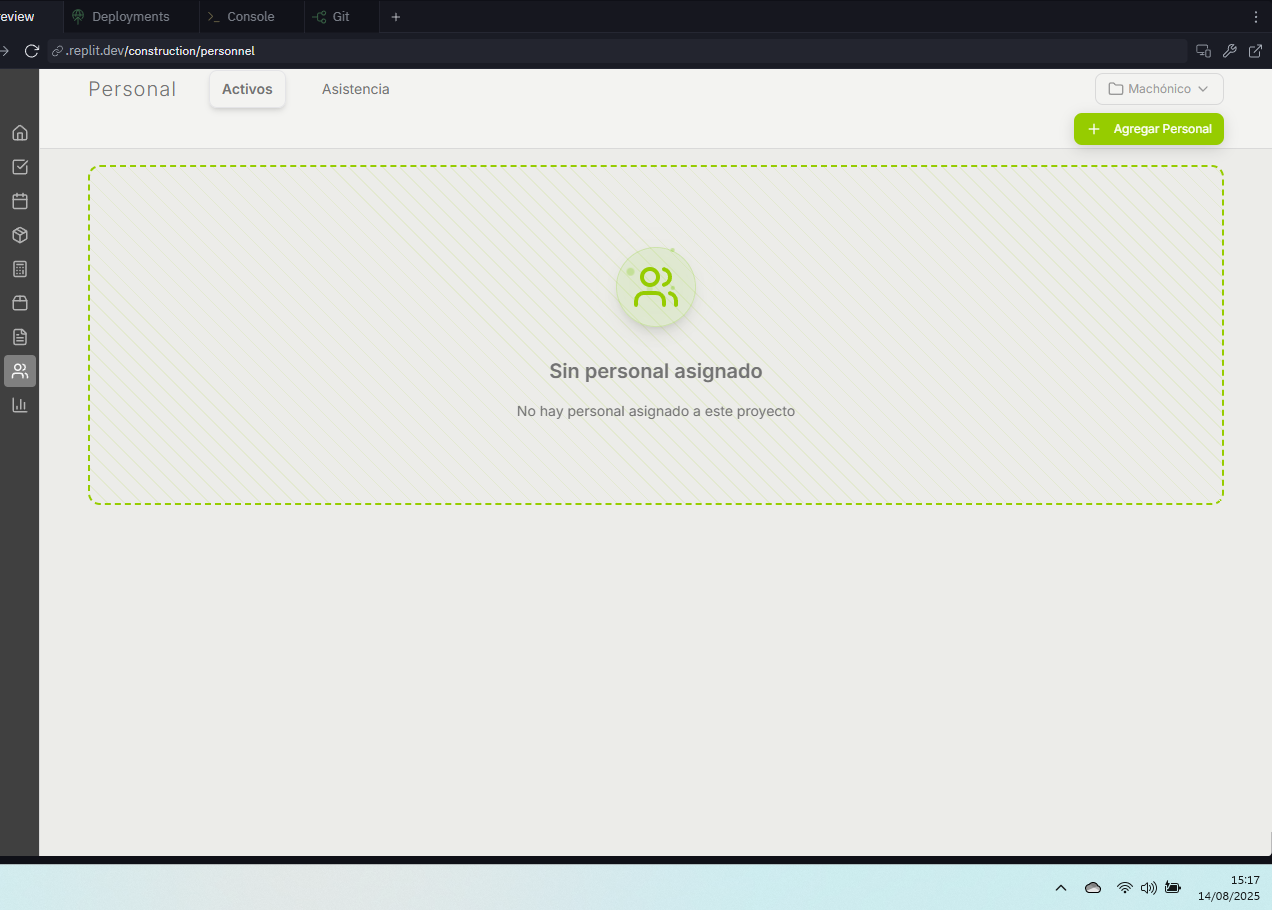 eview Deployments Console Git
.replit.dev/construction/personnel
Personal Activos Asistencia Machónico
Agregar Personal
Sin personal asignado
No hay personal asignado a este proyecto
15:17
14/08/2025